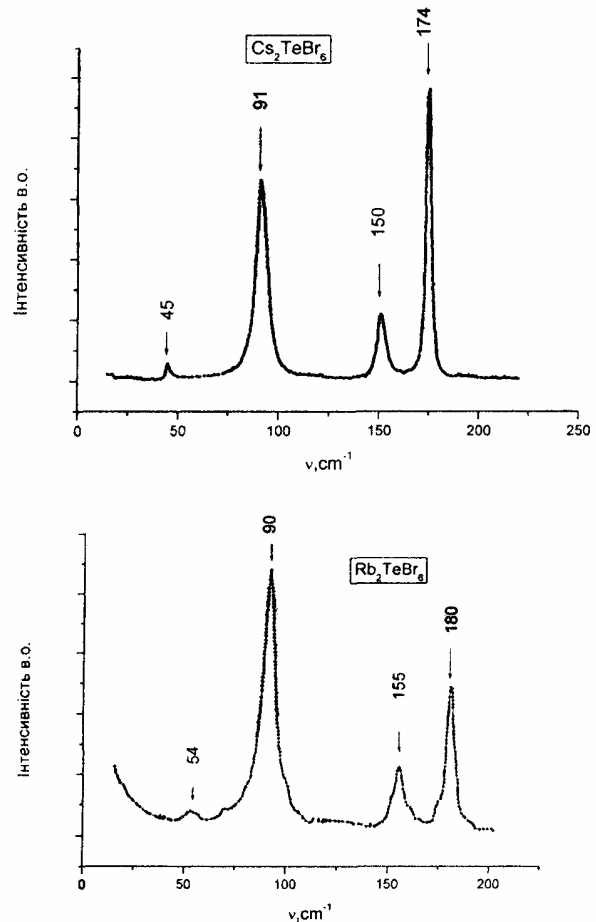 174
Cs₂TeBr₆
91
150
45
Інтенсивність в.о.
0 50 100 150 200 250
ν,cm⁻¹
90
Rb₂TeBr₆
180
155
54
Інтенсивність в.о.
0 50 100 150 200
ν,cm⁻¹